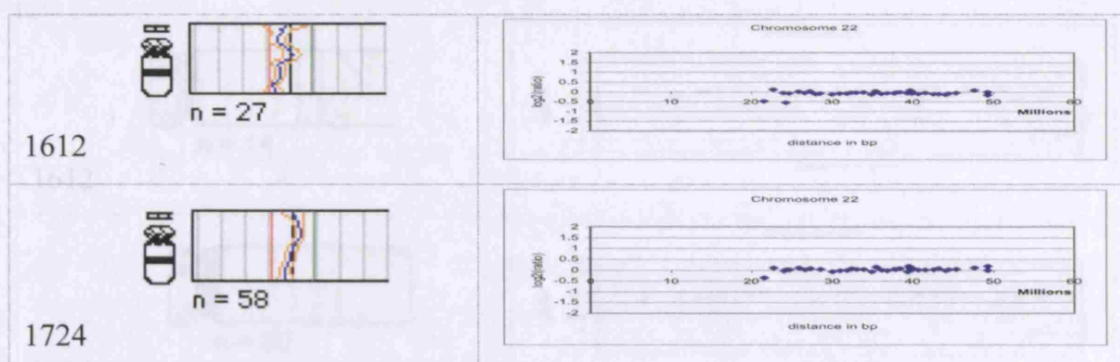 n = 27
1612
Chromosome 22
2
1.5
1
0.5
0
-0.5
-1
-1.5
-2
log2(ratio)
0 10 20 30 40 50 60
Millions
distance in bp
n = 58
1724
Chromosome 22
2
1.5
1
0.5
0
-0.5
-1
-1.5
-2
log2(ratio)
0 10 20 30 40 50 60
Millions
distance in bp